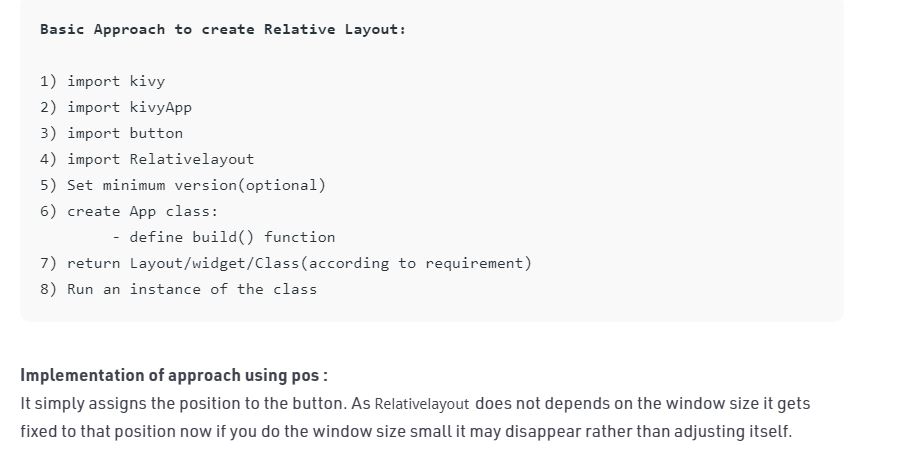 Basic Approach to create Relative Layout:
1) import kivy
2) import kivyApp
3) import button
4) import Relativelayout
5) Set minimum version(optional)
6) create App class:
- define build() function
7) return Layout/widget/Class(according to requirement)
8) Run an instance of the class
Implementation of approach using pos :
It simply assigns the position to the button. As Relativelayout does not depends on the window size it gets
fixed to that position now if you do the window size small it may disappear rather than adjusting itself.